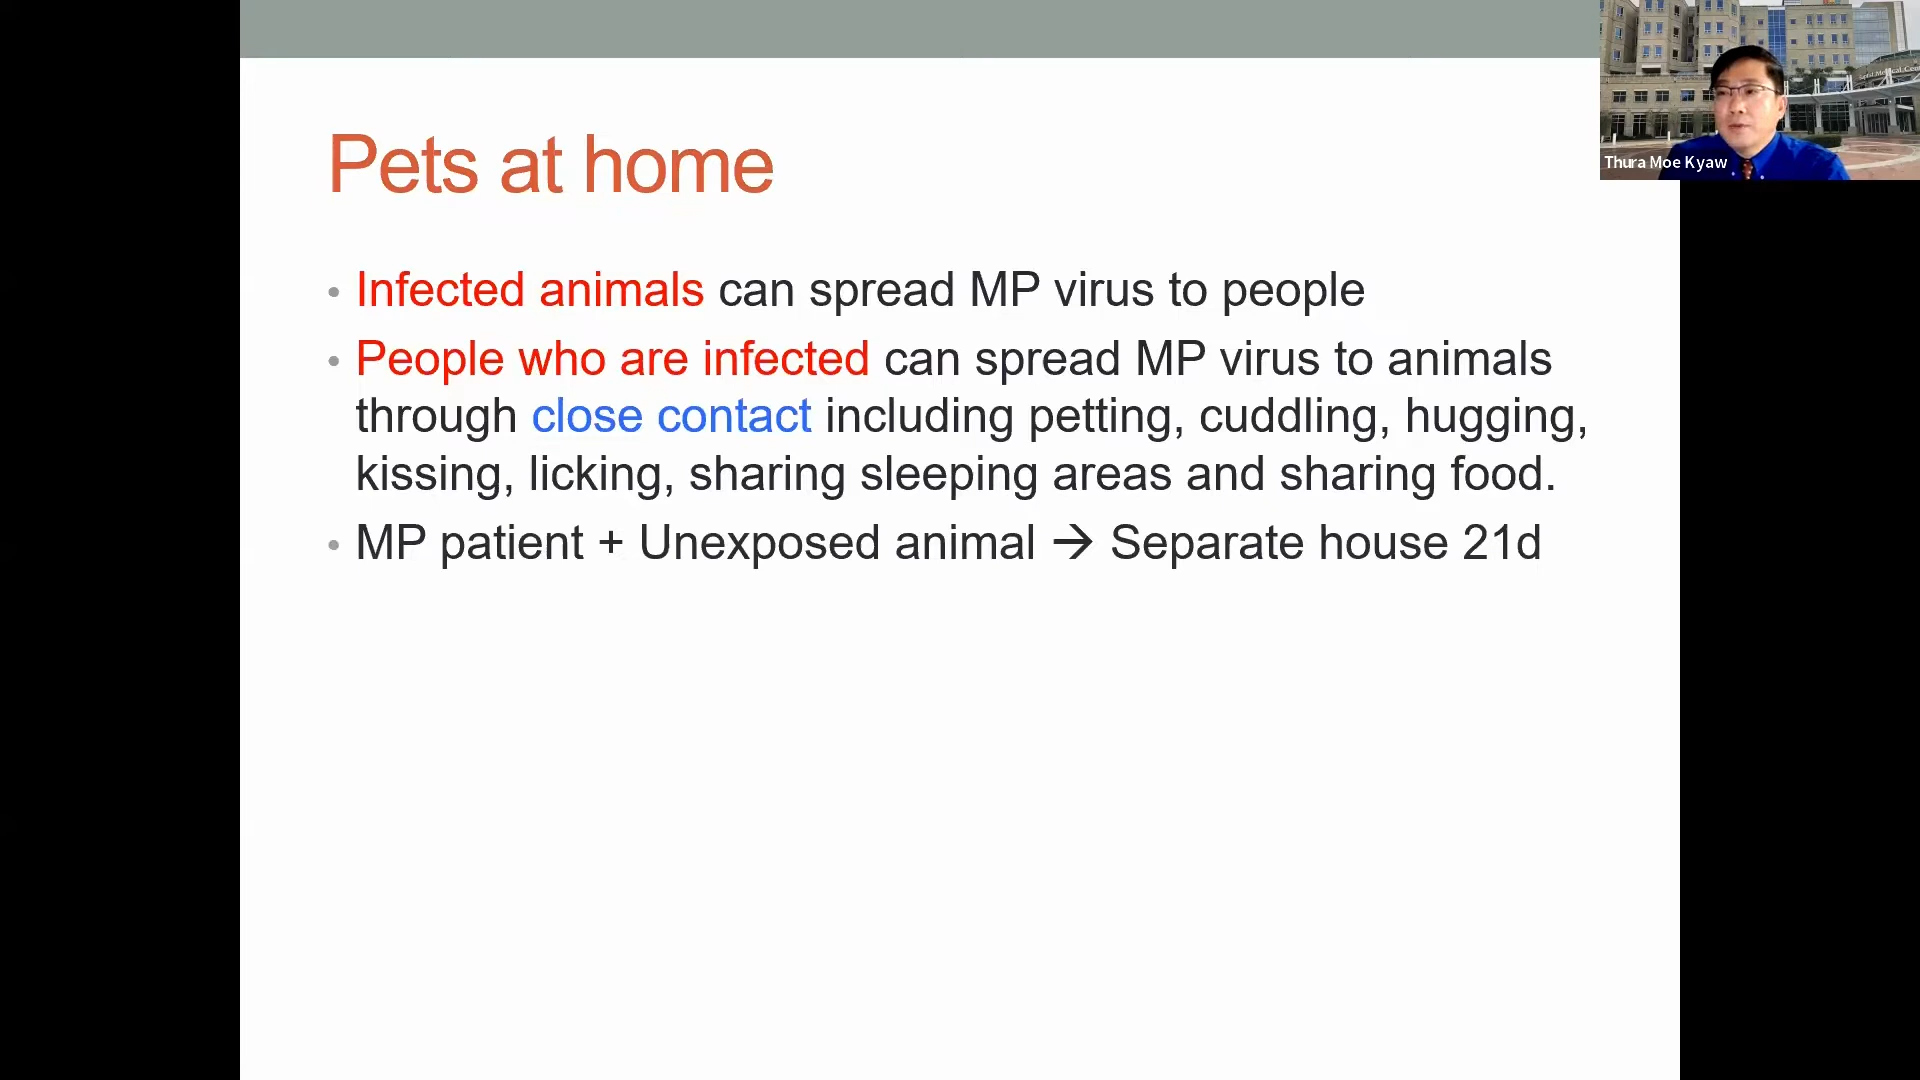 Pets at home
• Infected animals can spread MP virus to people
• People who are infected can spread MP virus to animals
through close contact including petting, cuddling, hugging,
kissing, licking, sharing sleeping areas and sharing food.
• MP patient + Unexposed animal → Separate house 21d
Thura Moe Kyaw